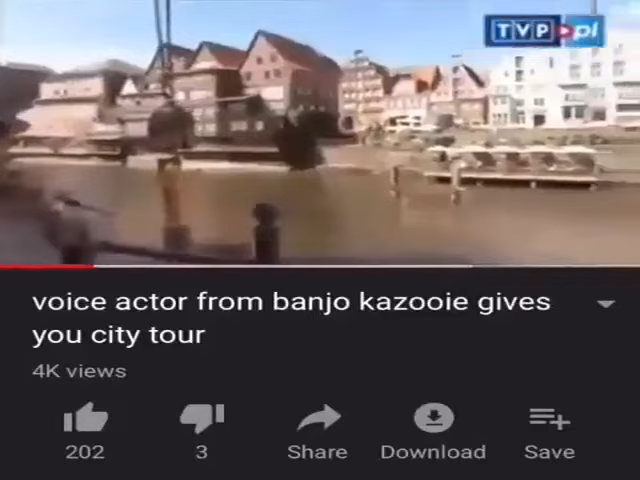 TVP pl
voice actor from banjo kazooie gives
you city tour
4K views
202
3
Share
Download
Save